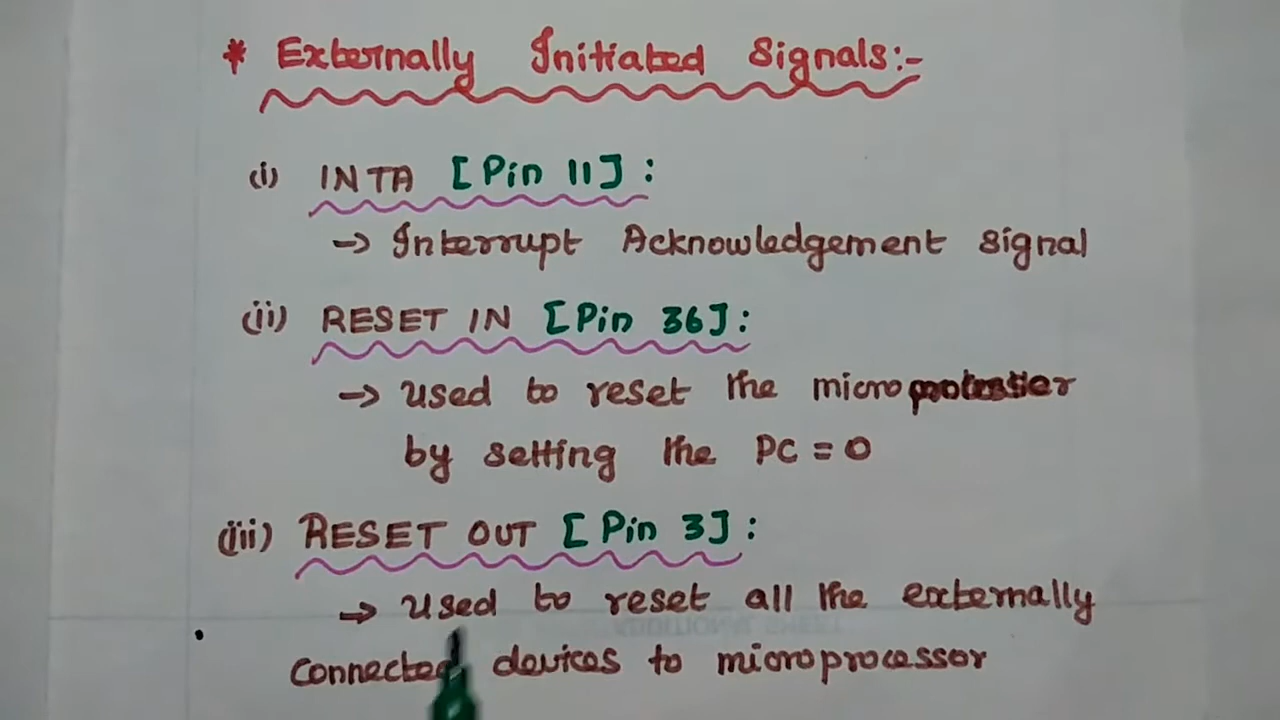 * Externally Initiated Signals:-
(i) INTA [Pin 11]:
→ Interrupt Acknowledgement signal
(ii) RESET IN [Pin 36]:
→ Used to reset the micro
by setting the PC = 0
(iii) RESET OUT [Pin 3]:
→ Used to reset all the externally
connected devices to microprocessor